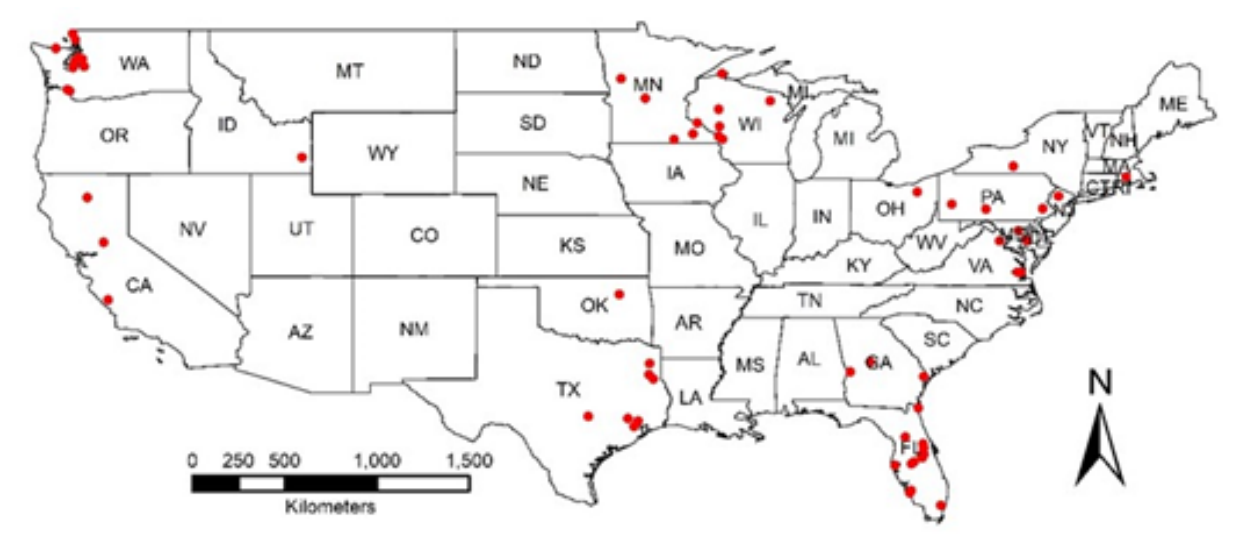 WA
MT
ND
MN
MI
ME
OR
ID
SD
WI
MI
NY
VT
NH
WY
MA
CT
RI
NE
IA
PA
NJ
NV
UT
CO
IL
IN
OH
WV
KS
MO
KY
VA
CA
OK
TN
NC
AZ
NM
AR
SC
MS
AL
GA
N
TX
LA
FL
0 250 500 1,000 1,500
Kilometers